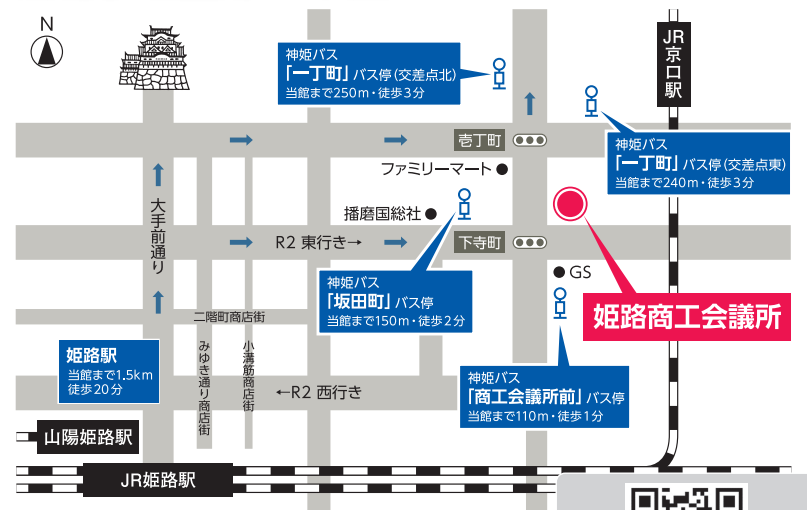 N
JR京口駅
神姫バス
「一丁町」バス停(交差点北)
当館まで250m・徒歩3分
壱丁町
神姫バス
「一丁町」バス停(交差点東)
当館まで240m・徒歩3分
ファミリーマート
播磨国総社
大手前通り
R2 東行き→
下寺町
GS
神姫バス
「坂田町」バス停
当館まで150m・徒歩2分
姫路商工会議所
二階町商店街
姫路駅
当館まで1.5km
徒歩20分
みゆき通り商店街
小溝筋商店街
←R2 西行き
神姫バス
「商工会議所前」バス停
当館まで110m・徒歩1分
山陽姫路駅
JR姫路駅